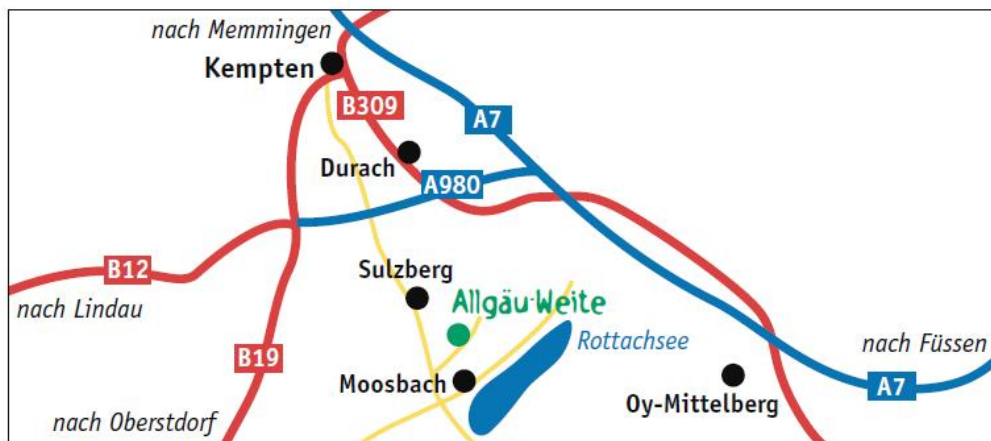 nach Memmingen
Kempten
B309
A7
Durach
A980
Sulzberg
B12
Allgäu-Weite
nach Lindau
Rottachsee
nach Füssen
B19
Moosbach
Oy-Mittelberg
A7
nach Oberstdorf